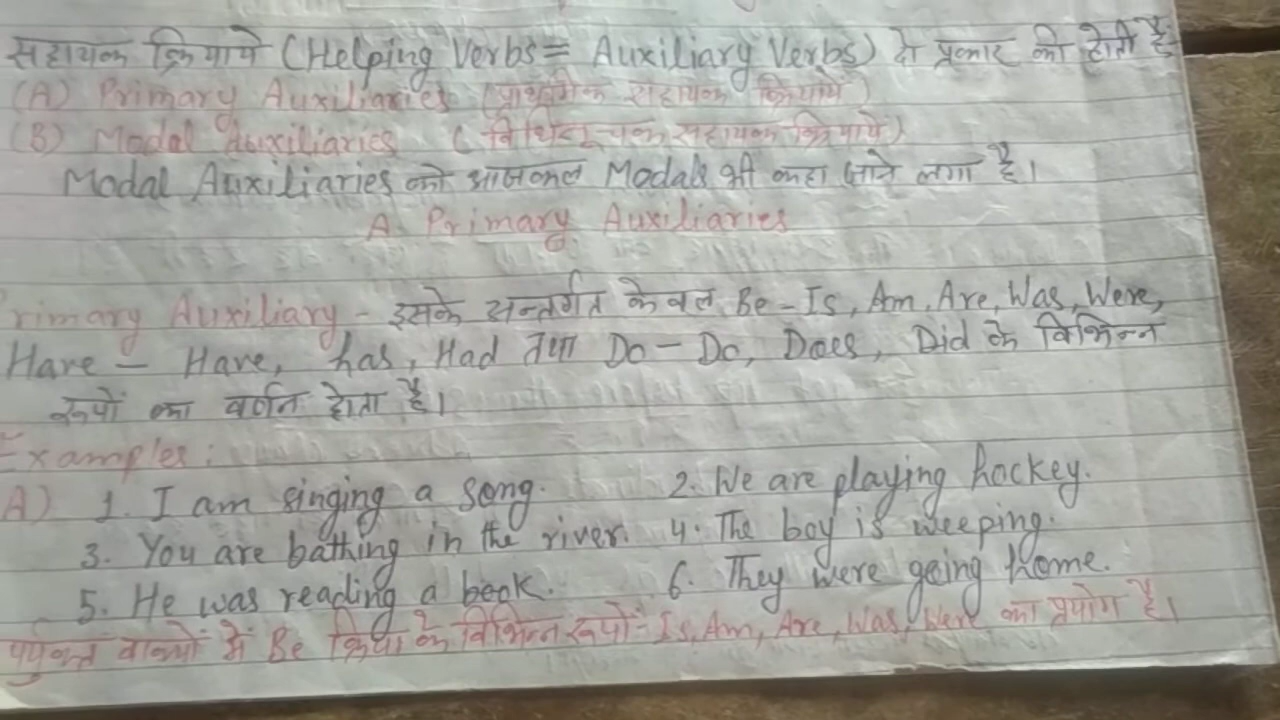 सहायक क्रियायें (Helping Verbs = Auxiliary Verbs) दो प्रकार की होती हैं
(A) Primary Auxiliaries (प्राथमिक सहायक क्रियायें)
(B) Modal Auxiliaries (सहायक क्रियायें)
Modal Auxiliaries को आजकल Modals भी कहा जाने लगा है।
A. Primary Auxiliaries
rimary Auxiliary - इसके अन्तर्गत केवल Be - Is, Am, Are, Was, Were,
Have - Have, has, Had तथा Do - Do, Does, Did के विभिन्न
रूपों का वर्णन होता है।
Examples:
A) 1. I am singing a song. 2. We are playing hockey.
3. You are bathing in the river. 4. The boy is weeping.
5. He was reading a book. 6. They were going home.
वाक्यों में Be क्रिया के विभिन्न रूपों - Is, Am, Are, Was, Were का प्रयोग है।